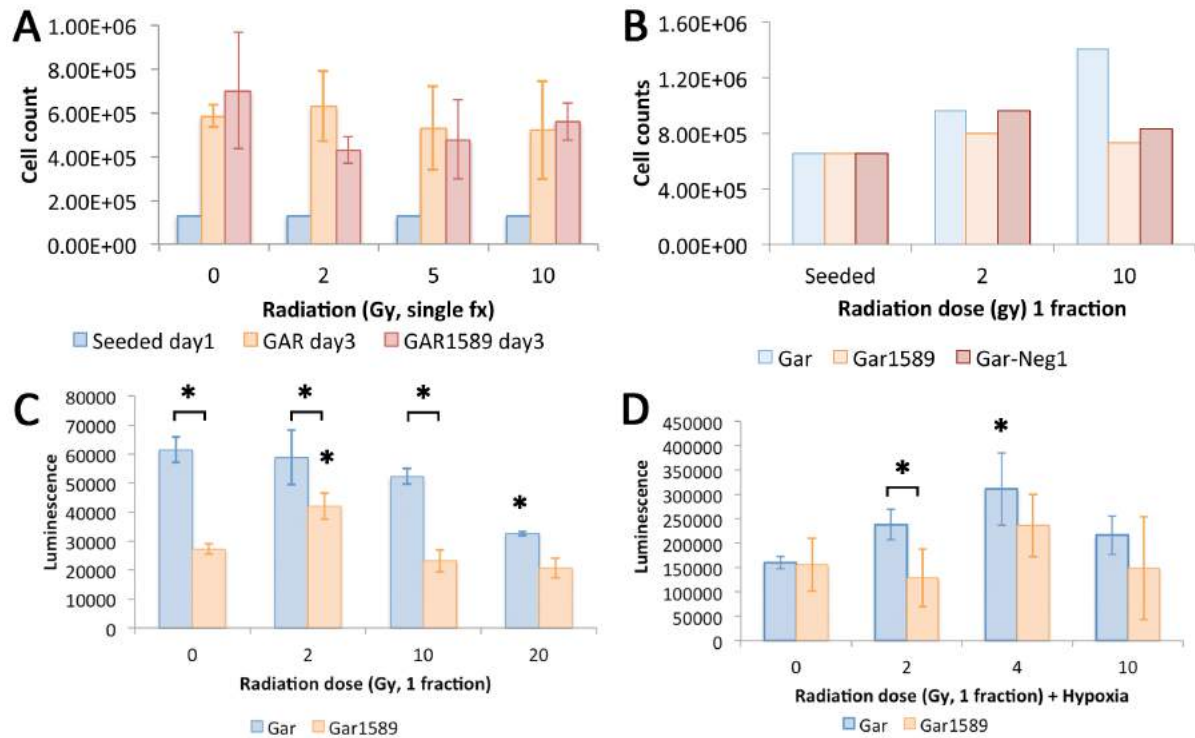 A
1.00E+06
8.00E+05
6.00E+05
4.00E+05
2.00E+05
0.00E+00
Cell count
0 2 5 10
Radiation (Gy, single fx)
Seeded day1 GAR day3 GAR1589 day3
B
1.60E+06
1.20E+06
8.00E+05
4.00E+05
0.00E+00
Cell counts
Seeded 2 10
Radiation dose (gy) 1 fraction
Gar Gar1589 Gar-Neg1
C
80000
70000
60000
50000
40000
30000
20000
10000
0
Luminescence
* * *
*
*
0 2 10 20
Radiation dose (Gy, 1 fraction)
Gar Gar1589
D
450000
400000
350000
300000
250000
200000
150000
100000
50000
0
Luminescence
*
*
0 2 4 10
Radiation dose (Gy, 1 fraction) + Hypoxia
Gar Gar1589